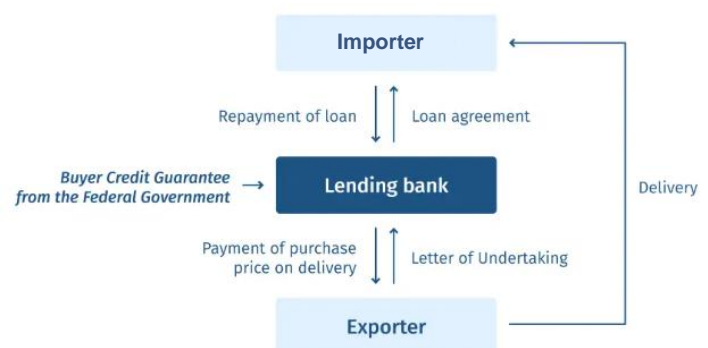 Importer
Repayment of loan
Loan agreement
Buyer Credit Guarantee
from the Federal Government
Lending bank
Delivery
Payment of purchase
price on delivery
Letter of Undertaking
Exporter